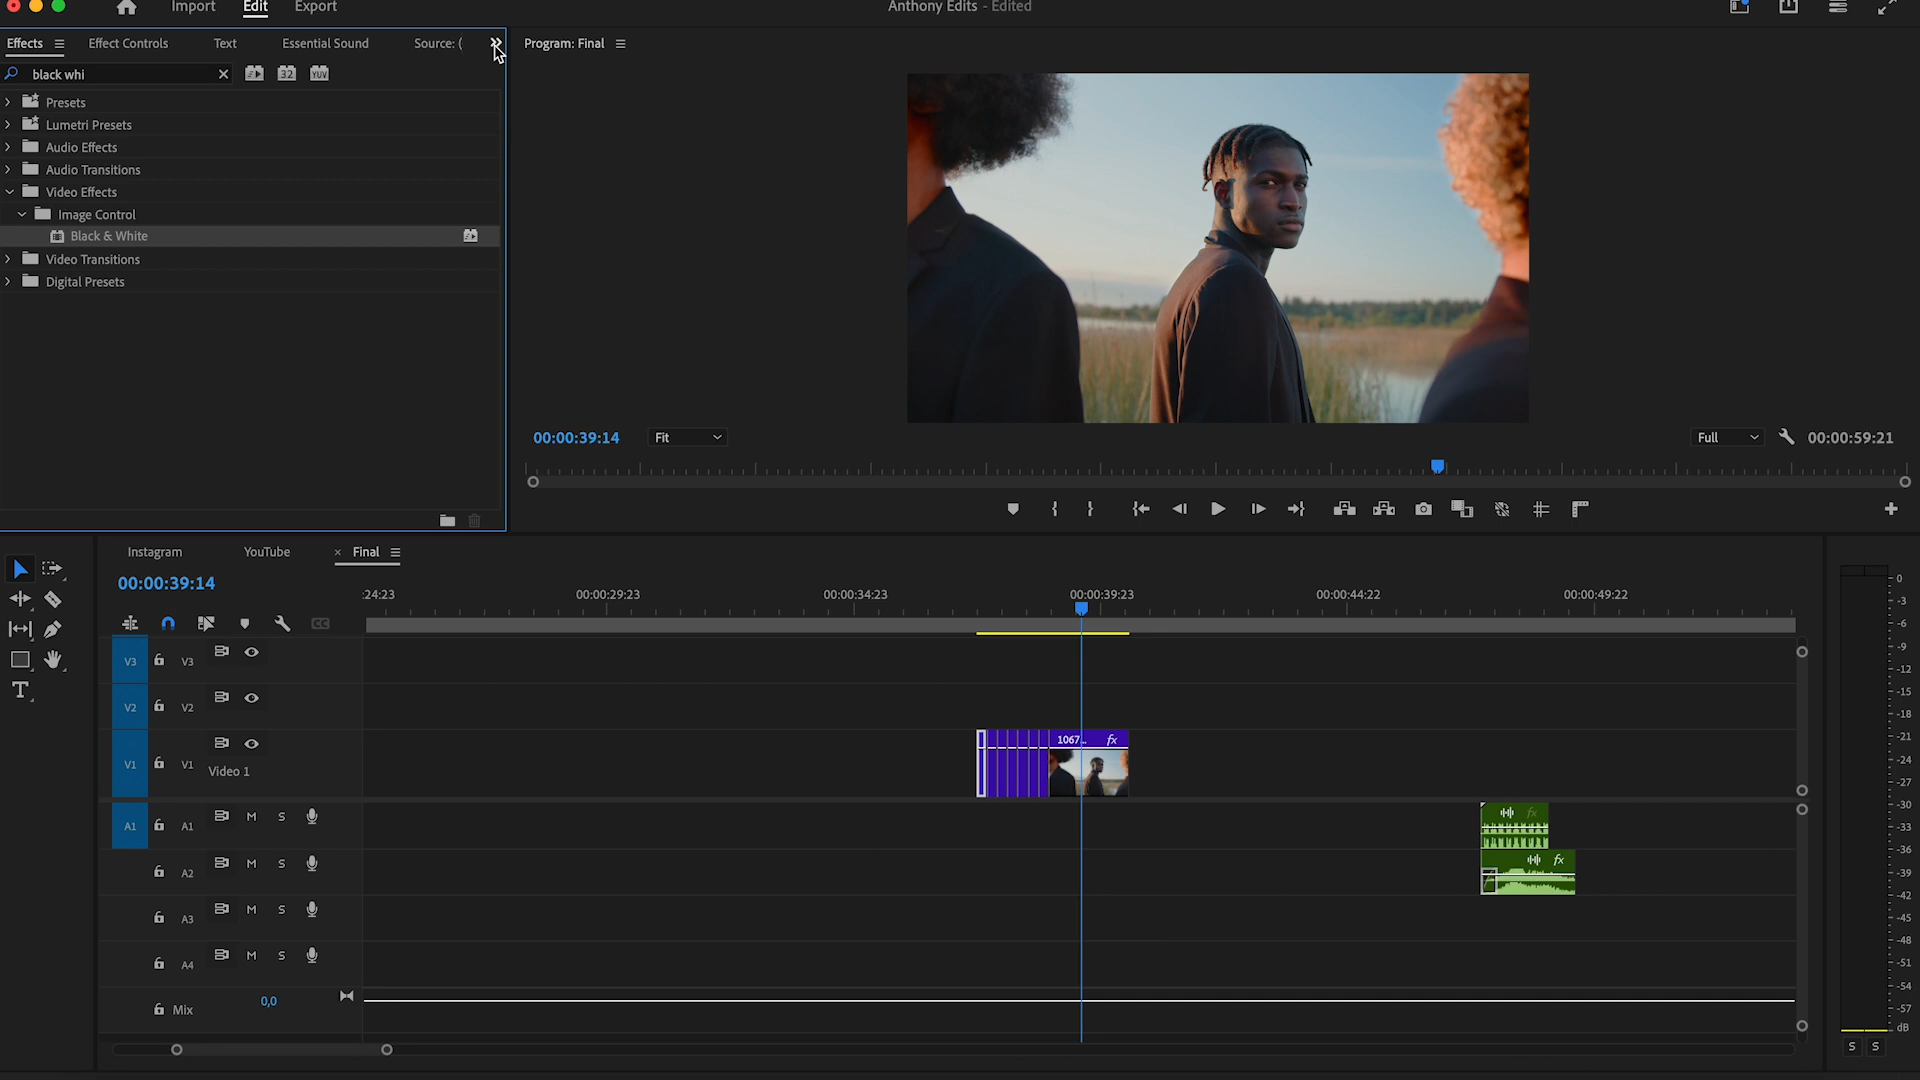 Import Edit Export Anthony Edits - Edited
Effects Effect Controls Text Essential Sound Source: ( Program: Final
black whi 32 YUV
Presets
Lumetri Presets
Audio Effects
Audio Transitions
Video Effects
Image Control
Black & White
Video Transitions
Digital Presets
00:00:39:14 Fit Full 00:00:59:21
Instagram YouTube × Final
00:00:39:14
:24:23 00:00:29:23 00:00:34:23 00:00:39:23 00:00:44:22 00:00:49:22
CC
V3 V3
V2 V2
V1 V1 Video 1
1067... fx
A1 A1 M S fx
A2 M S fx
A3 M S
A4 M S
Mix 0,0
0
-3
-6
-9
-12
-15
-18
-21
-24
-27
-30
-33
-36
-39
-42
-45
-48
-51
-54
-57
dB
S S